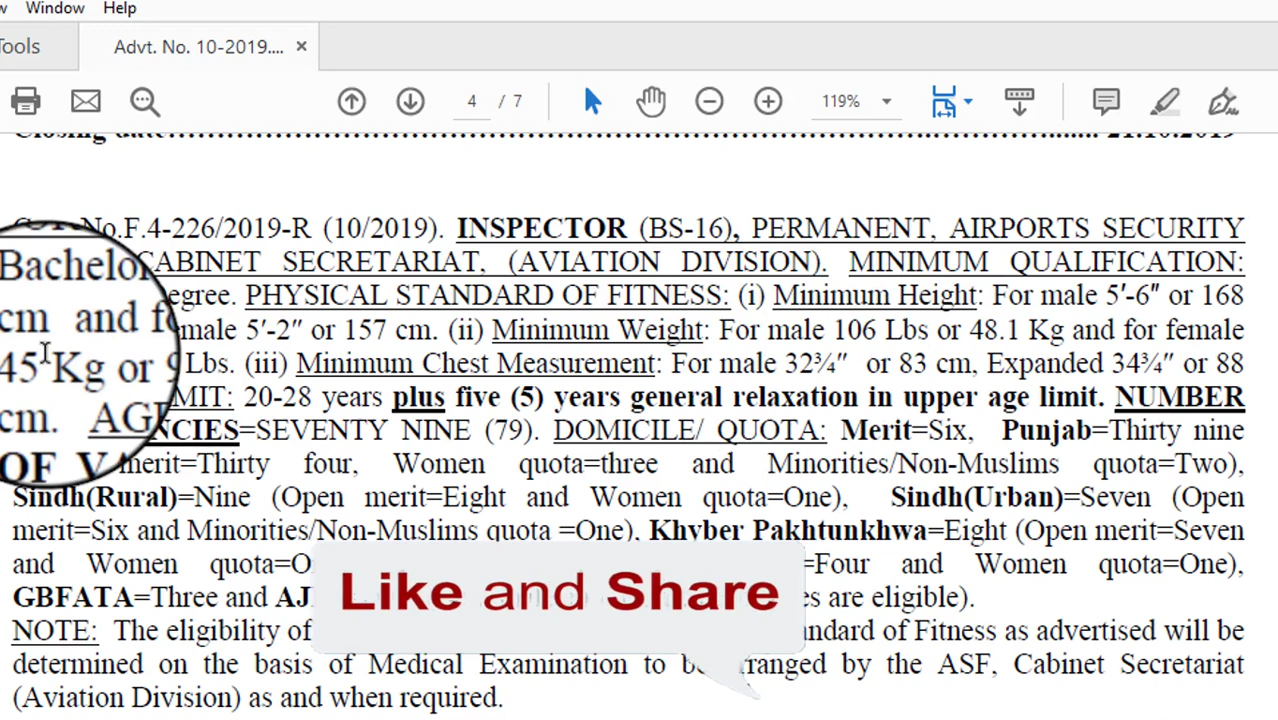 Window Help
Tools Advt. No. 10-2019.... ×
4 / 7 119%
Closing date 21.10.2019
No.F.4-226/2019-R (10/2019). INSPECTOR (BS-16), PERMANENT, AIRPORTS SECURITY
Bachelor CABINET SECRETARIAT, (AVIATION DIVISION). MINIMUM QUALIFICATION:
egree. PHYSICAL STANDARD OF FITNESS: (i) Minimum Height: For male 5′-6″ or 168
cm and fe male 5′-2″ or 157 cm. (ii) Minimum Weight: For male 106 Lbs or 48.1 Kg and for female
45 Kg or 9 Lbs. (iii) Minimum Chest Measurement: For male 32¾″ or 83 cm, Expanded 34¾″ or 88
cm. AGE MIT: 20-28 years plus five (5) years general relaxation in upper age limit. NUMBER
OF V NCIES=SEVENTY NINE (79). DOMICILE/ QUOTA: Merit=Six, Punjab=Thirty nine
merit=Thirty four, Women quota=three and Minorities/Non-Muslims quota=Two),
Sindh(Rural)=Nine (Open merit=Eight and Women quota=One), Sindh(Urban)=Seven (Open
merit=Six and Minorities/Non-Muslims quota =One), Khyber Pakhtunkhwa=Eight (Open merit=Seven
and Women quota=O =Four and Women quota=One),
GBFATA=Three and AJ es are eligible).
Like and Share
NOTE: The eligibility of andard of Fitness as advertised will be
determined on the basis of Medical Examination to be arranged by the ASF, Cabinet Secretariat
(Aviation Division) as and when required.